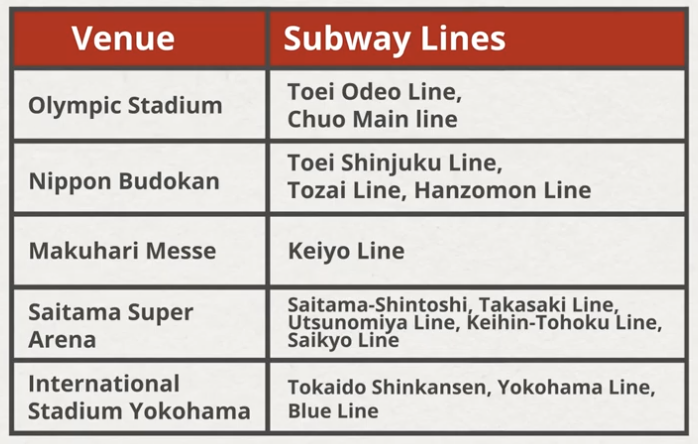 Venue
Subway Lines
Olympic Stadium
Toei Odeo Line,
Chuo Main line
Nippon Budokan
Toei Shinjuku Line,
Tozai Line, Hanzomon Line
Makuhari Messe
Keiyo Line
Saitama Super
Arena
Saitama-Shintoshi, Takasaki Line,
Utsunomiya Line, Keihin-Tohoku Line,
Saikyo Line
International
Stadium Yokohama
Tokaido Shinkansen, Yokohama Line,
Blue Line